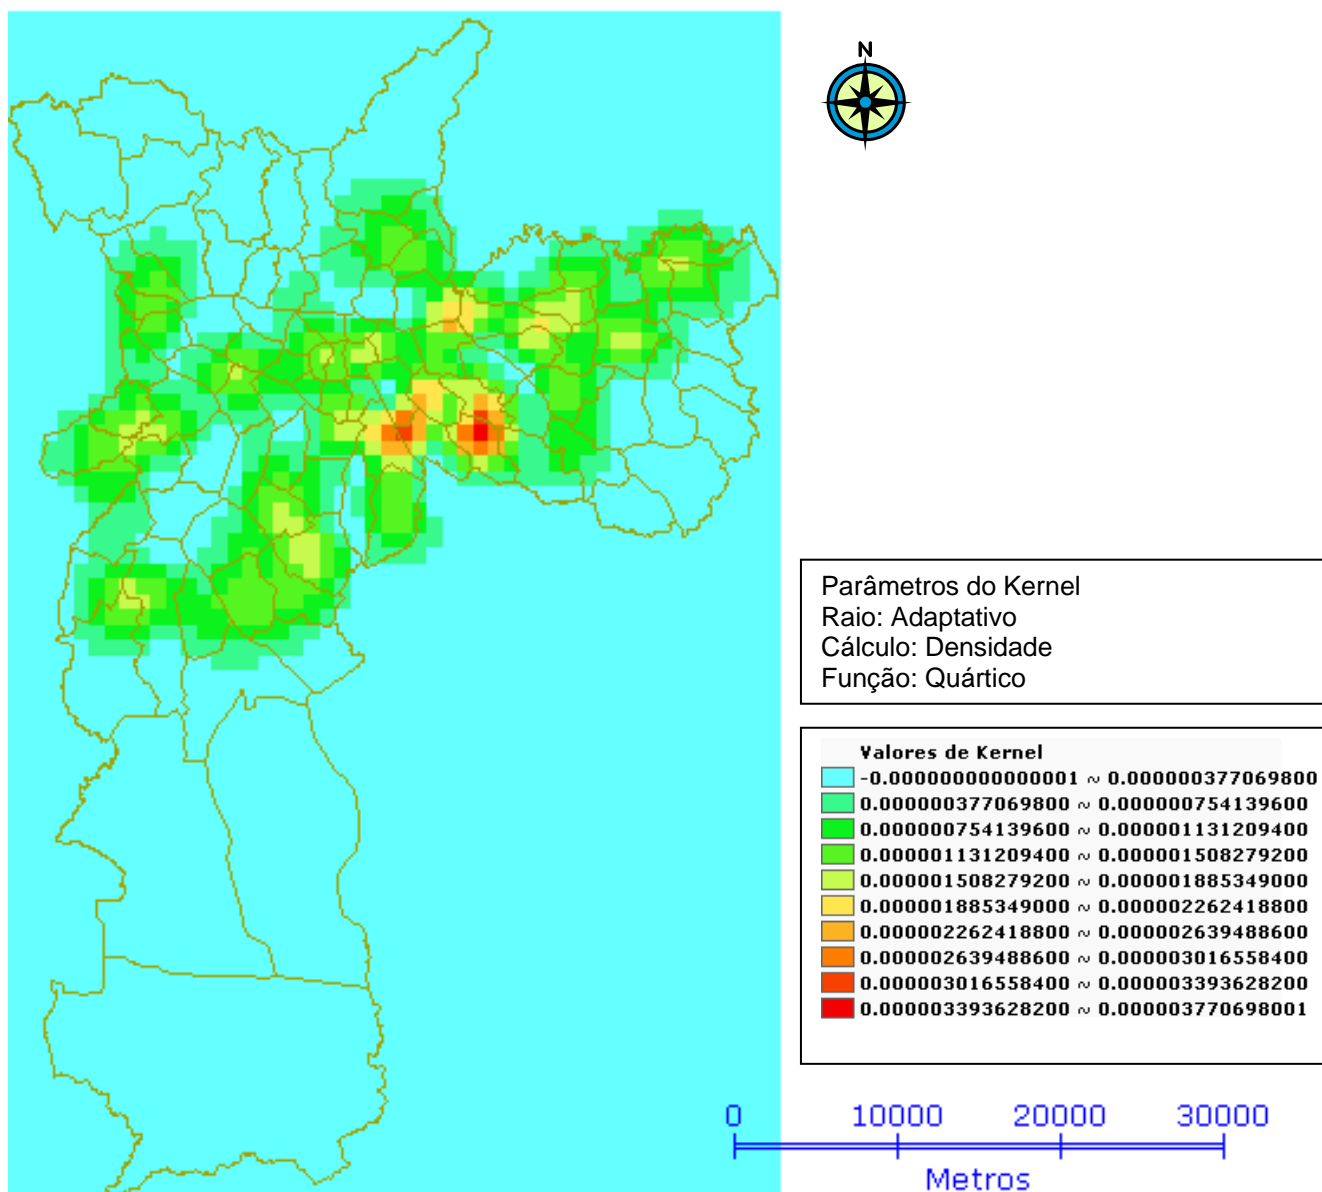 N
Parâmetros do Kernel
Raio: Adaptativo
Cálculo: Densidade
Função: Quártico
Valores de Kernel
-0.000000000000001 ~ 0.000000377069800
0.000000377069800 ~ 0.000000754139600
0.000000754139600 ~ 0.000001131209400
0.000001131209400 ~ 0.000001508279200
0.000001508279200 ~ 0.000001885349000
0.000001885349000 ~ 0.000002262418800
0.000002262418800 ~ 0.000002639488600
0.000002639488600 ~ 0.000003016558400
0.000003016558400 ~ 0.000003393628200
0.000003393628200 ~ 0.000003770698001
0 10000 20000 30000
Metros